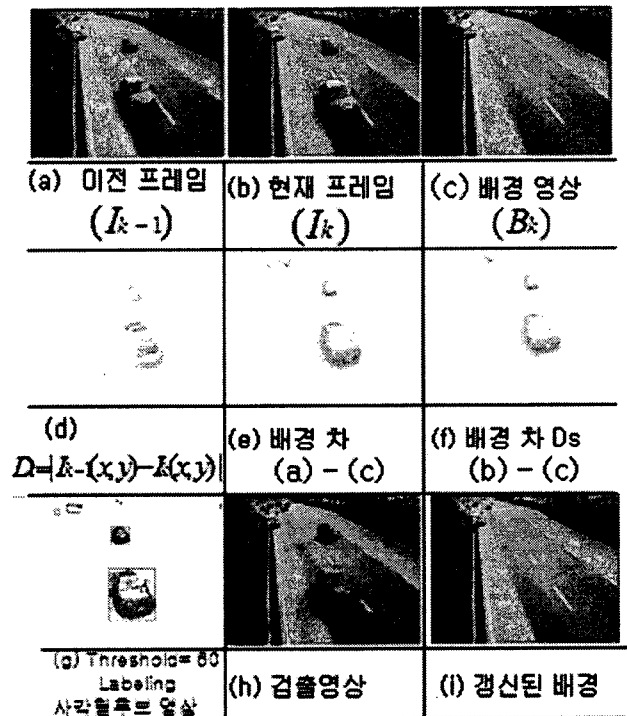 (a) 이전 프레임
(Ik-1)
(b) 현재 프레임
(Ik)
(c) 배경 영상
(Bk)
(d)
D=|Ik-1(x,y)-Ik(x,y)|
(e) 배경 차
(a) - (c)
(f) 배경 차 Ds
(b) - (c)
(g) Threshold= 60
Labeling
영상
(h) 검출영상
(i) 갱신된 배경